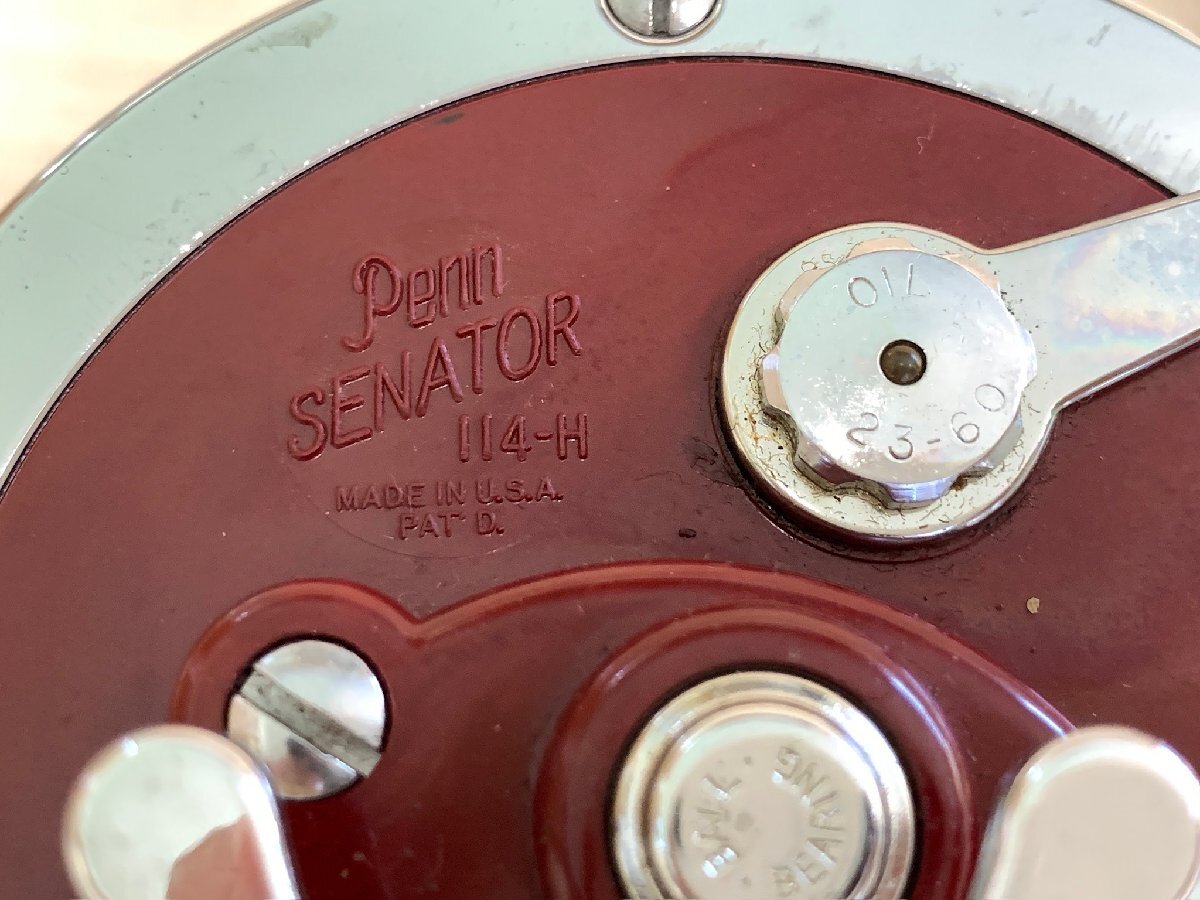 Penn
SENATOR
114-H
MADE IN U.S.A.
PAT'D.
OIL
23-60
BALL BEARING